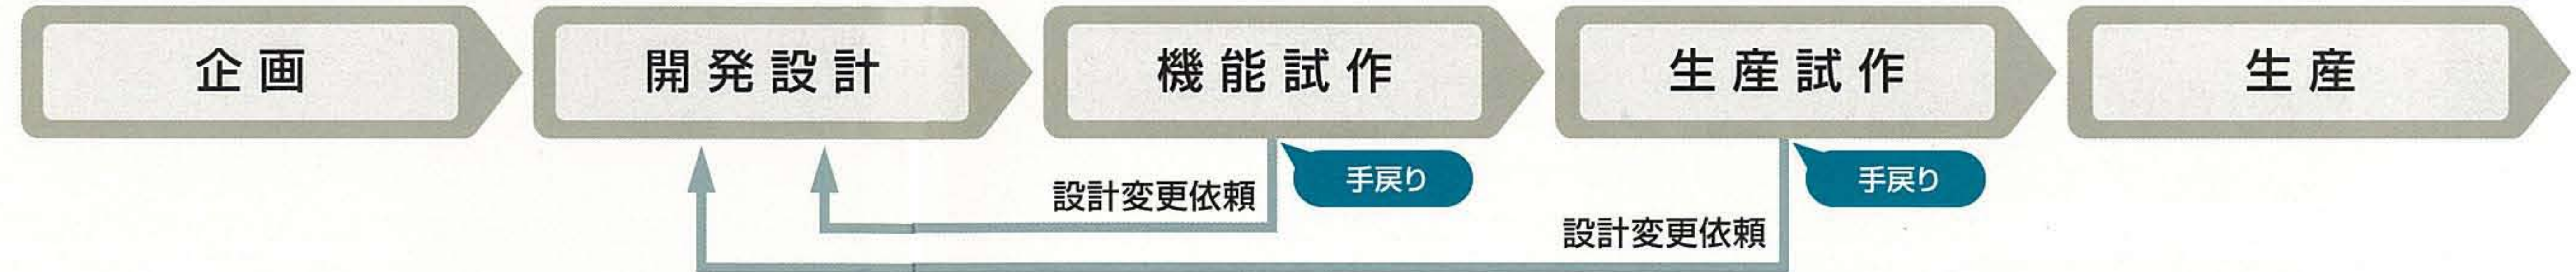 企画
開発設計
機能試作
生産試作
生産
設計変更依頼
手戻り
設計変更依頼
手戻り